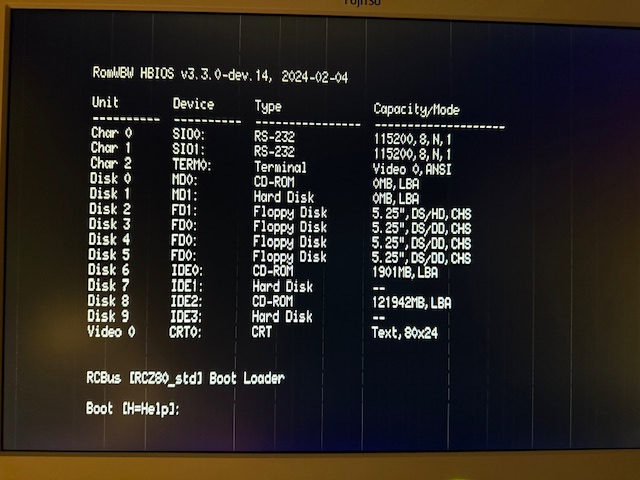 FUJITSU
RomWBW HBIOS v3.3.0-dev.14, 2024-02-04
Unit Device Type Capacity/Mode
---------- ---------- ---------------- --------------------
Char 0 SIO0: RS-232 115200,8,N,1
Char 1 SIO1: RS-232 115200,8,N,1
Char 2 TERM0: Terminal Video 0,ANSI
Disk 0 MD0: CD-ROM 0MB,LBA
Disk 1 MD1: Hard Disk 0MB,LBA
Disk 2 FD1: Floppy Disk 5.25",DS/HD,CHS
Disk 3 FD0: Floppy Disk 5.25",DS/DD,CHS
Disk 4 FD0: Floppy Disk 5.25",DS/DD,CHS
Disk 5 FD0: Floppy Disk 5.25",DS/DD,CHS
Disk 6 IDE0: CD-ROM 1901MB,LBA
Disk 7 IDE1: Hard Disk --
Disk 8 IDE2: CD-ROM 121942MB,LBA
Disk 9 IDE3: Hard Disk --
Video 0 CRT0: CRT Text,80x24
RCBus [RCZ80_std] Boot Loader
Boot [H=Help]: